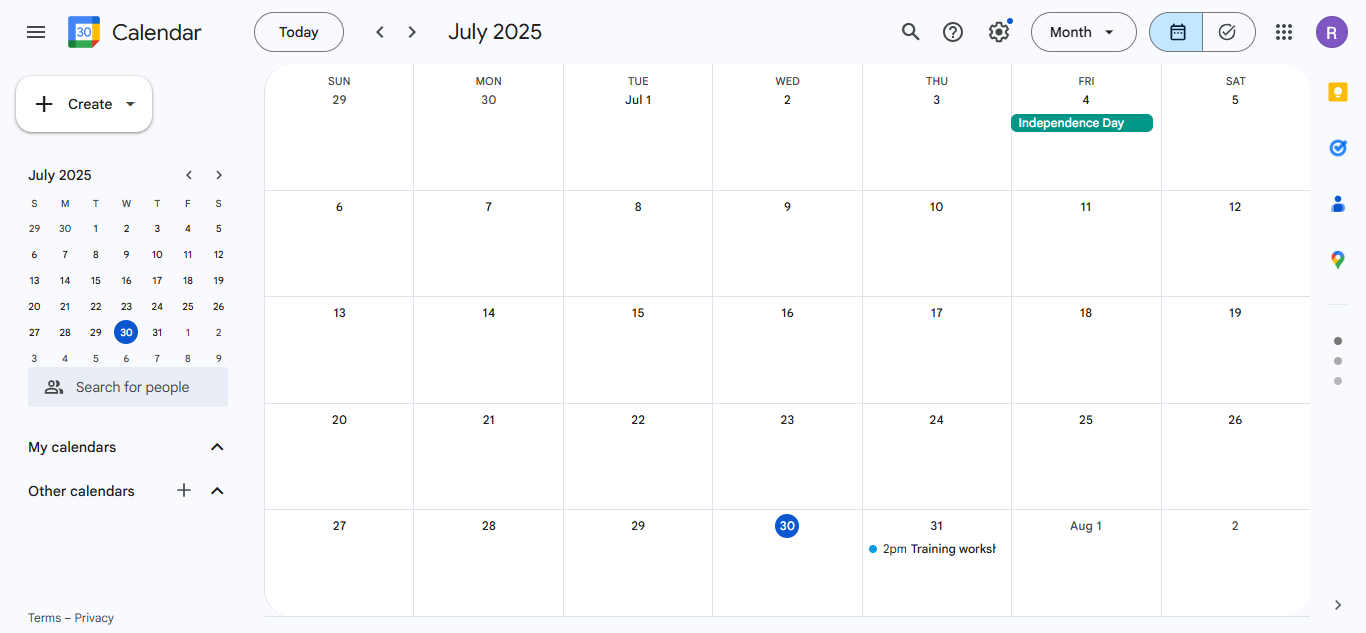 30 Calendar Today July 2025 Month R
Create
July 2025
S M T W T F S
29 30 1 2 3 4 5
6 7 8 9 10 11 12
13 14 15 16 17 18 19
20 21 22 23 24 25 26
27 28 29 30 31 1 2
3 4 5 6 7 8 9
Search for people
My calendars
Other calendars
Terms – Privacy
SUN MON TUE WED THU FRI SAT
29 30 Jul 1 2 3 4 5
Independence Day
6 7 8 9 10 11 12
13 14 15 16 17 18 19
20 21 22 23 24 25 26
27 28 29 30 31 Aug 1 2
2pm Training worksh